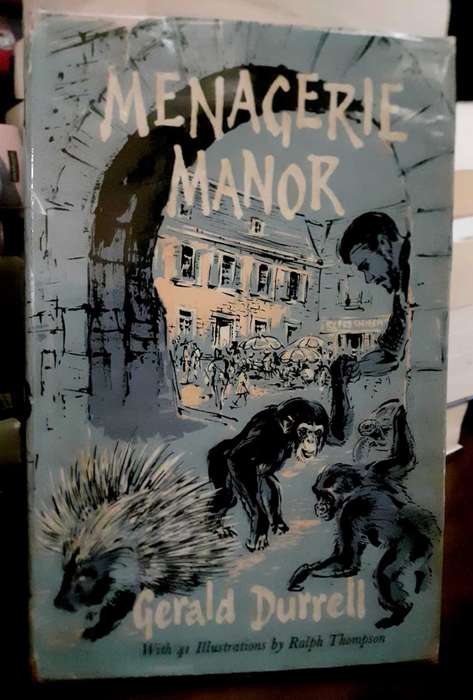 MENAGERIE
MANOR
Gerald Durrell
With 41 Illustrations by Ralph Thompson